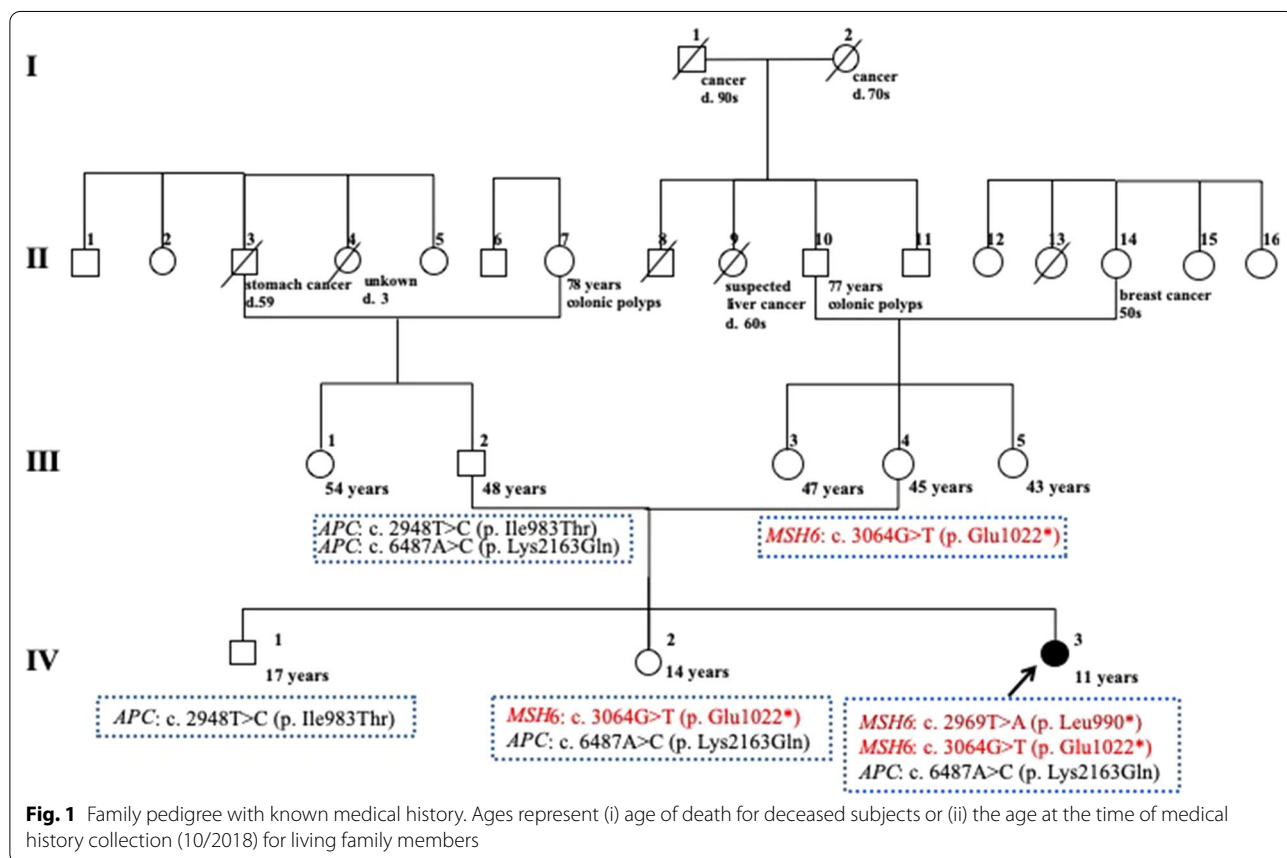 I
1
2
cancer
d. 90s
cancer
d. 70s
II
1
2
3
4
5
6
7
8
9
10
11
12
13
14
15
16
stomach cancer
d.59
unkown
d. 3
78 years
colonic polyps
suspected
liver cancer
d. 60s
77 years
colonic polyps
breast cancer
50s
III
1
2
3
4
5
54 years
48 years
47 years
45 years
43 years
APC: c. 2948T>C (p. Ile983Thr)
APC: c. 6487A>C (p. Lys2163Gln)
MSH6: c. 3064G>T (p. Glu1022*)
IV
1
2
3
17 years
14 years
11 years
APC: c. 2948T>C (p. Ile983Thr)
MSH6: c. 3064G>T (p. Glu1022*)
APC: c. 6487A>C (p. Lys2163Gln)
MSH6: c. 2969T>A (p. Leu990*)
MSH6: c. 3064G>T (p. Glu1022*)
APC: c. 6487A>C (p. Lys2163Gln)
Fig. 1 Family pedigree with known medical history. Ages represent (i) age of death for deceased subjects or (ii) the age at the time of medical
history collection (10/2018) for living family members